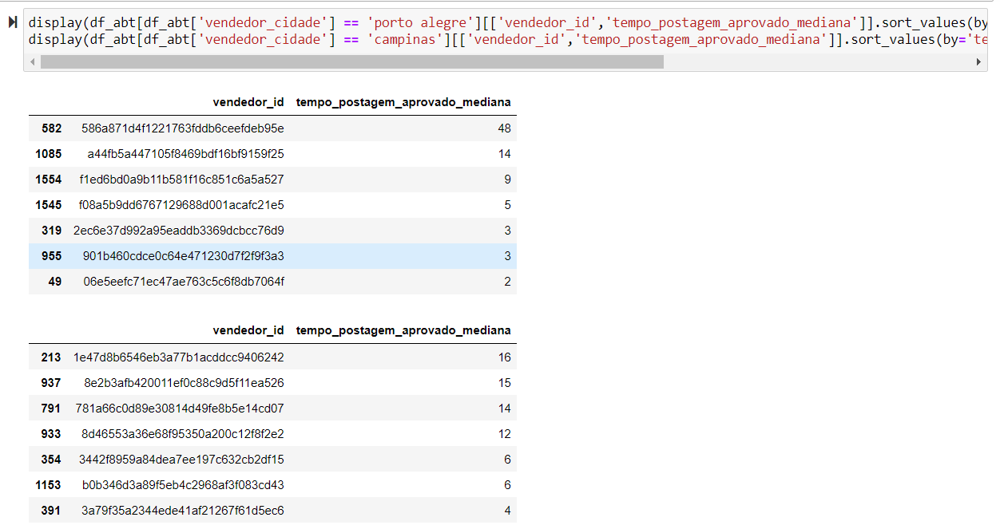 display(df_abt[df_abt['vendedor_cidade'] == 'porto alegre'][['vendedor_id','tempo_postagem_aprovado_mediana']].sort_values(by
display(df_abt[df_abt['vendedor_cidade'] == 'campinas'][['vendedor_id','tempo_postagem_aprovado_mediana']].sort_values(by='te
vendedor_id tempo_postagem_aprovado_mediana
582 586a871d4f1221763fddb6ceefdeb95e 48
1085 a44fb5a447105f8469bdf16bf9159f25 14
1554 f1ed6bd0a9b11b581f16c851c6a5a527 9
1545 f08a5b9dd6767129688d001acafc21e5 5
319 2ec6e37d992a95eaddb3369dcbcc76d9 3
955 901b460cdce0c64e471230d7f2f9f3a3 3
49 06e5eefc71ec47ae763c5c6f8db7064f 2
vendedor_id tempo_postagem_aprovado_mediana
213 1e47d8b6546eb3a77b1acddcc9406242 16
937 8e2b3afb420011ef0c88c9d5f11ea526 15
791 781a66c0d89e30814d49fe8b5e14cd07 14
933 8d46553a36e68f95350a200c12f8f2e2 12
354 3442f8959a84dea7ee197c632cb2df15 6
1153 b0b346d3a89f5eb4c2968af3f083cd43 6
391 3a79f35a2344ede41af21267f61d5ec6 4